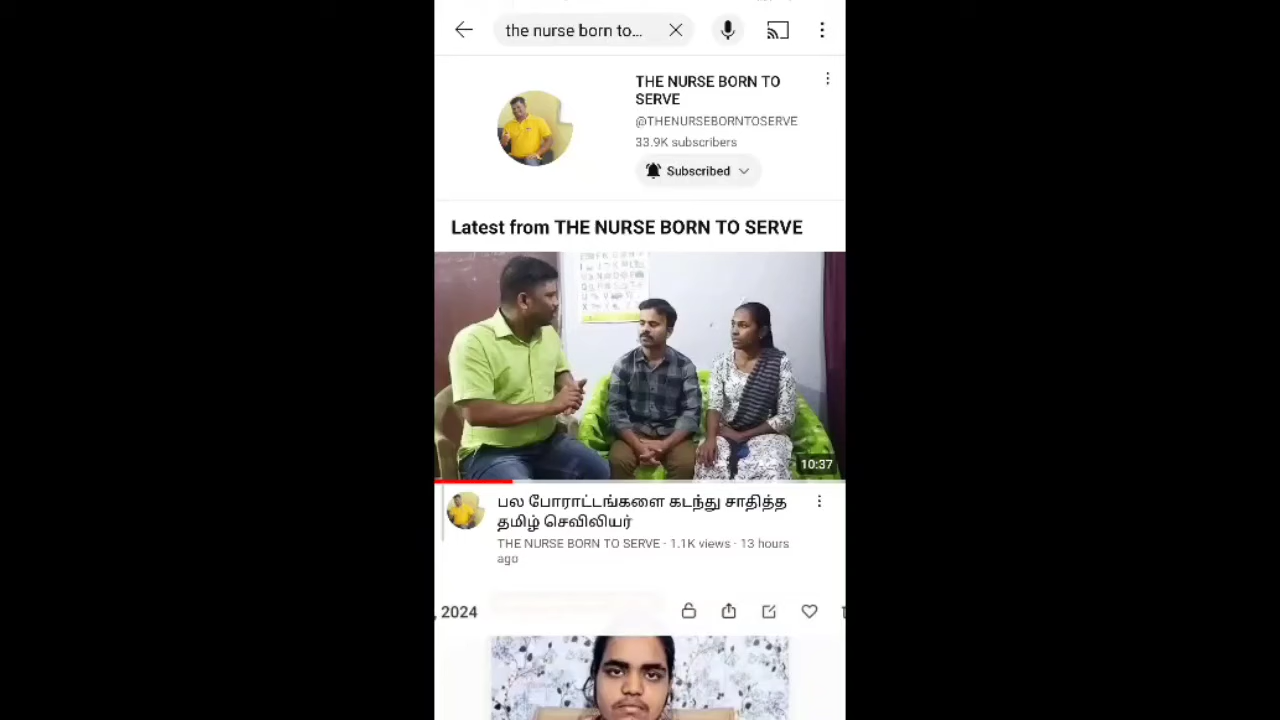 the nurse born to...
THE NURSE BORN TO
SERVE
@THENURSEBORNTOSERVE
33.9K subscribers
Subscribed
Latest from THE NURSE BORN TO SERVE
10:37
பல போராட்டங்களை கடந்து சாதித்த
தமிழ் செவிலியர்
THE NURSE BORN TO SERVE · 1.1K views · 13 hours
ago
, 2024